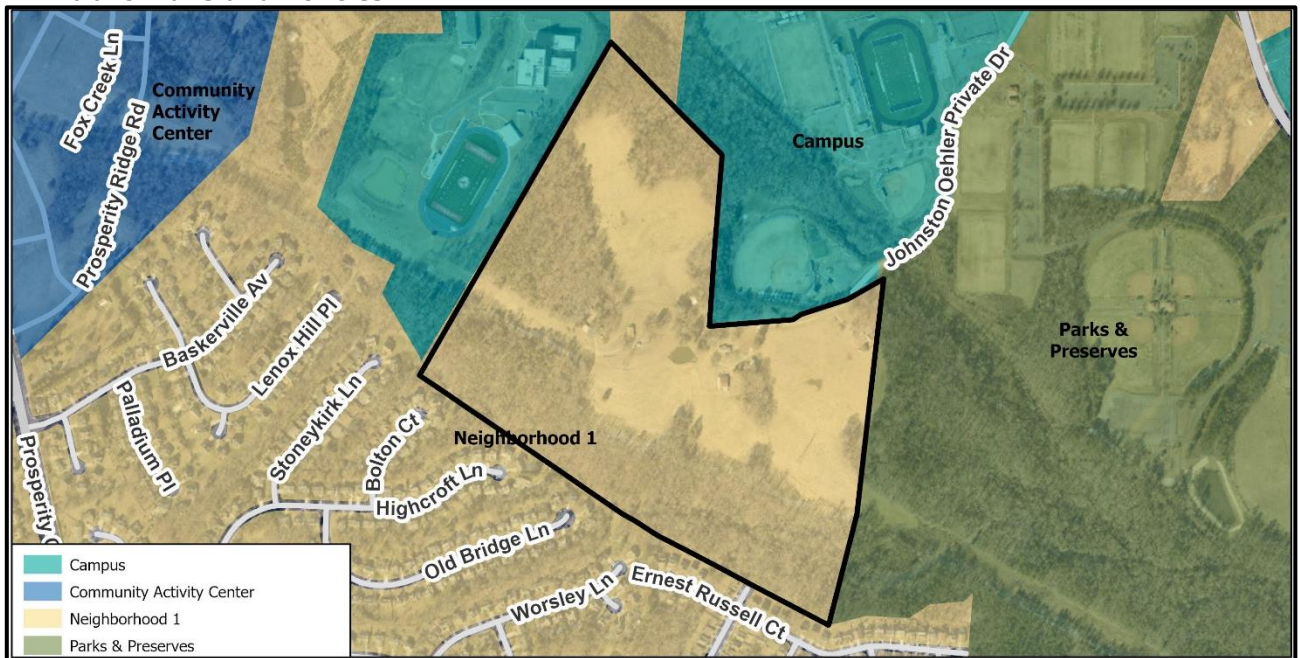 Fox Creek Ln
Prosperity Ridge Rd
Community
Activity
Center
Campus
Johnston Oehler Private Dr
Parks &
Preserves
Baskerville Av
Lenox Hill Pl
Palladium Pl
Stoneykirk Ln
Bolton Ct
Neighborhood 1
Highcroft Ln
Old Bridge Ln
Worsley Ln
Ernest Russell Ct
Prosperity
Campus
Community Activity Center
Neighborhood 1
Parks & Preserves